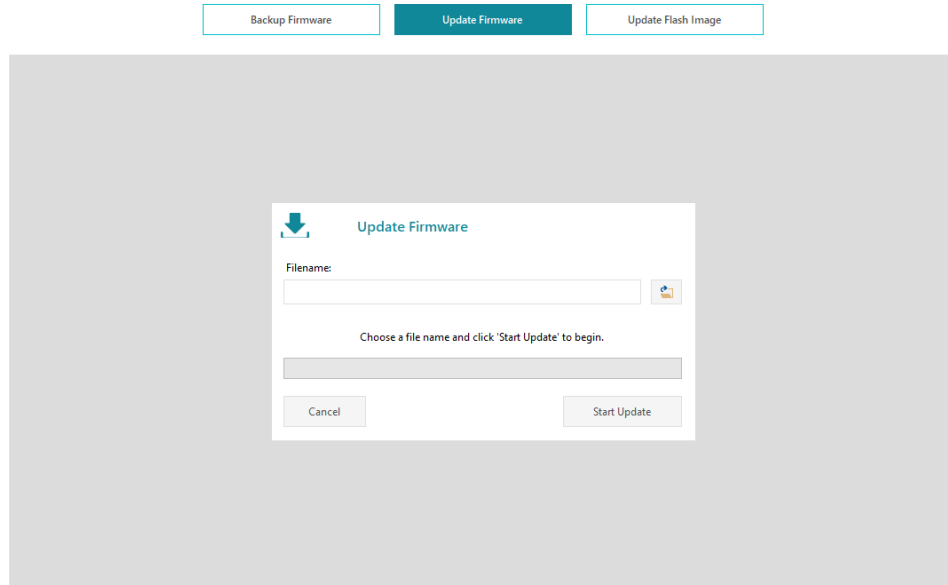 Backup Firmware
Update Firmware
Update Flash Image
Update Firmware
Filename:
Choose a file name and click 'Start Update' to begin.
Cancel
Start Update